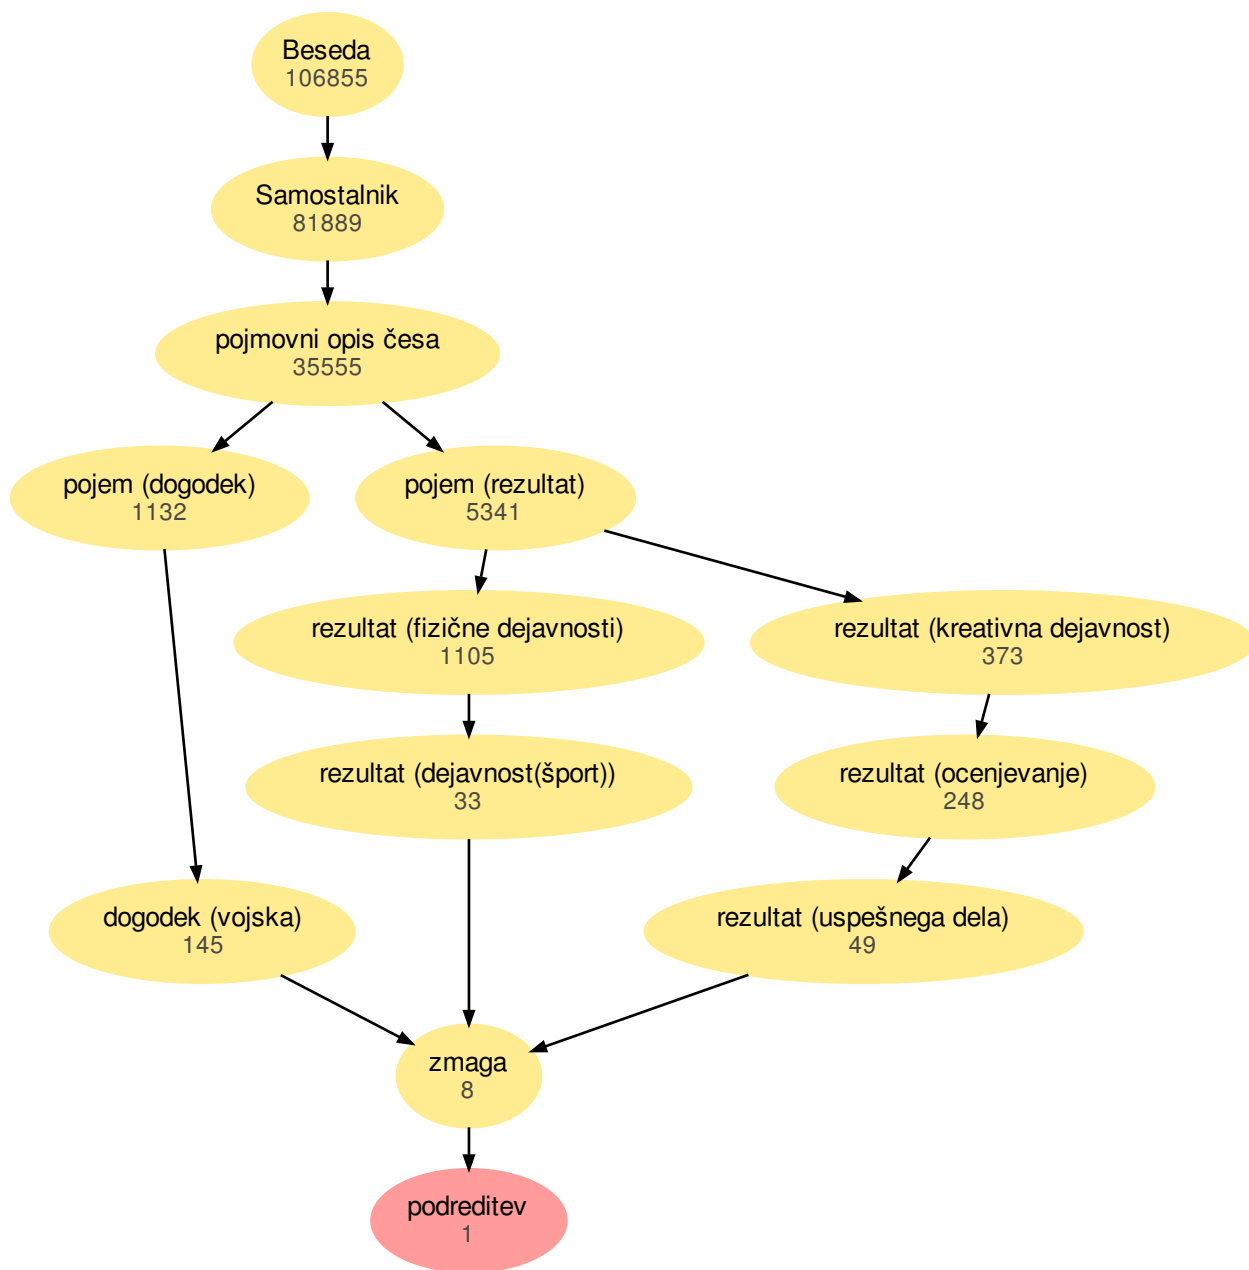 Beseda
106855
Samostalnik
81889
pojmovni opis česa
35555
pojem (dogodek)
1132
pojem (rezultat)
5341
rezultat (fizične dejavnosti)
1105
rezultat (kreativna dejavnost)
373
rezultat (dejavnost(šport))
33
rezultat (ocenjevanje)
248
dogodek (vojska)
145
rezultat (uspešnega dela)
49
zmaga
8
podreditev
1